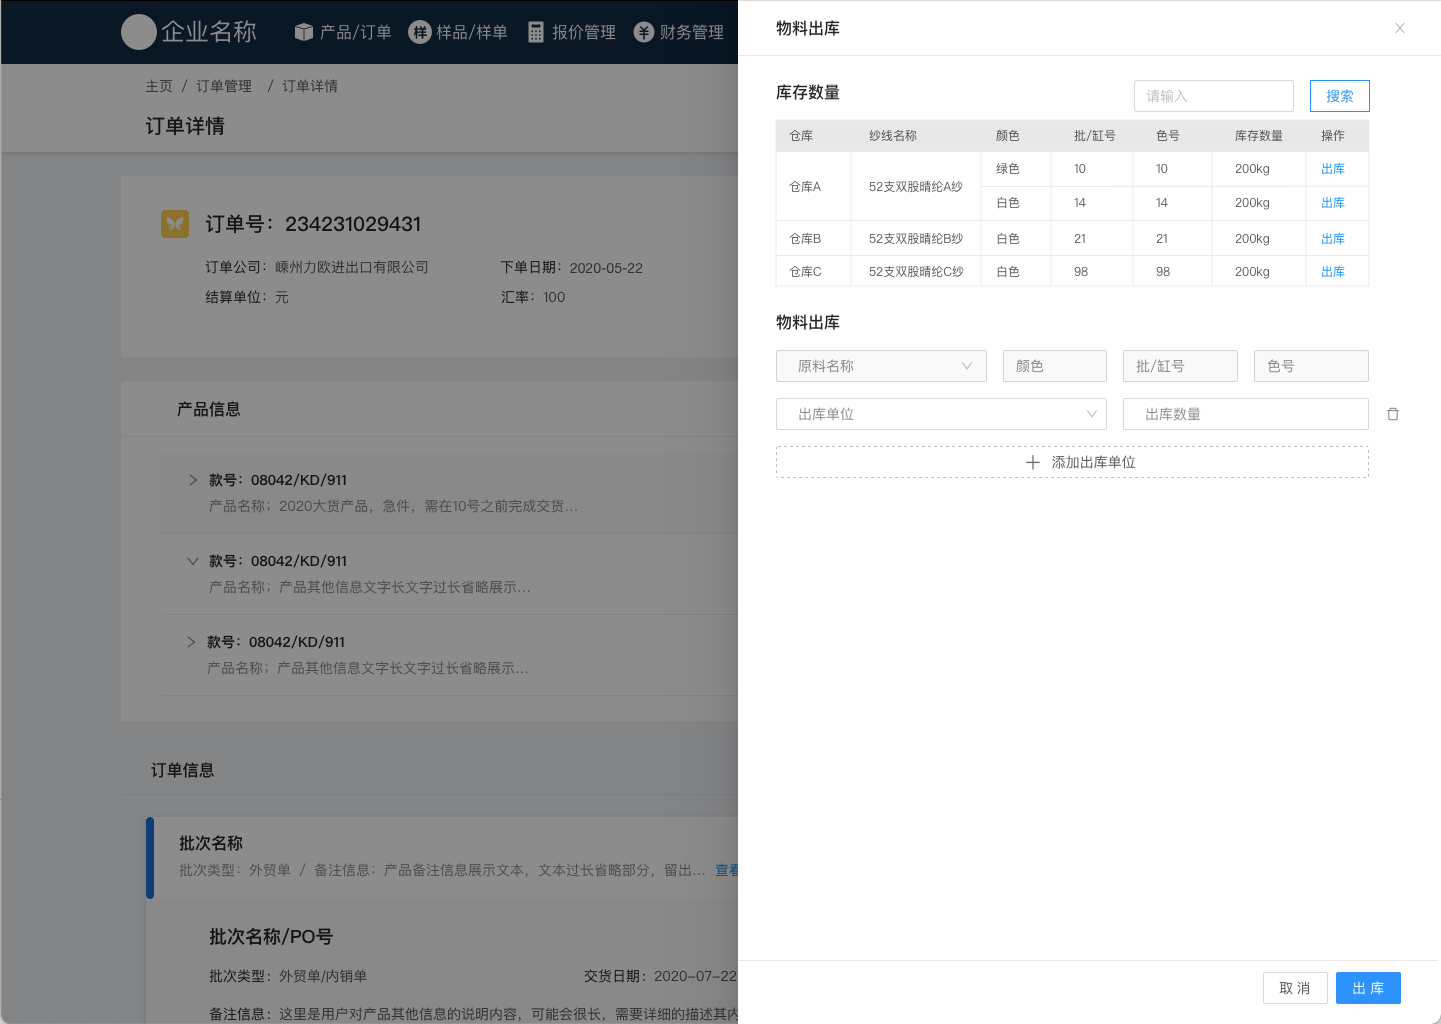 企业名称 产品/订单 样 样品/样单 报价管理 ¥ 财务管理
主页 / 订单管理 / 订单详情
订单详情
订单号：234231029431
订单公司：嵊州力欧进出口有限公司 下单日期：2020-05-22
结算单位：元 汇率：100
产品信息
款号：08042/KD/911
产品名称；2020大货产品，急件，需在10号之前完成交货...
款号：08042/KD/911
产品名称；产品其他信息文字长文字过长省略展示...
款号：08042/KD/911
产品名称；产品其他信息文字长文字过长省略展示...
订单信息
批次名称
批次类型：外贸单 / 备注信息：产品备注信息展示文本，文本过长省略部分，留出... 查看
批次名称/PO号
批次类型：外贸单/内销单 交货日期：2020-07-22
备注信息：这里是用户对产品其他信息的说明内容，可能会很长，需要详细的描述其内
物料出库
库存数量 请输入 搜索
仓库 纱线名称 颜色 批/缸号 色号 库存数量 操作
仓库A 52支双股晴纶A纱 绿色 10 10 200kg 出库
白色 14 14 200kg 出库
仓库B 52支双股晴纶B纱 白色 21 21 200kg 出库
仓库C 52支双股晴纶C纱 白色 98 98 200kg 出库
物料出库
原料名称 颜色 批/缸号 色号
出库单位 出库数量
添加出库单位
取 消 出 库